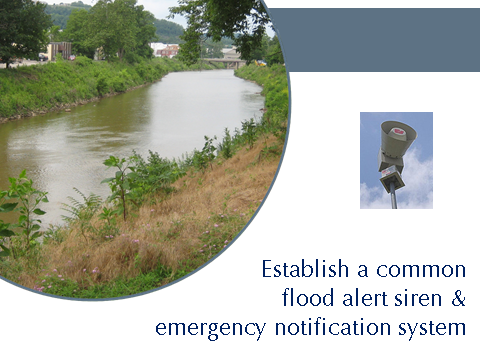 Establish a common
flood alert siren &
emergency notification system